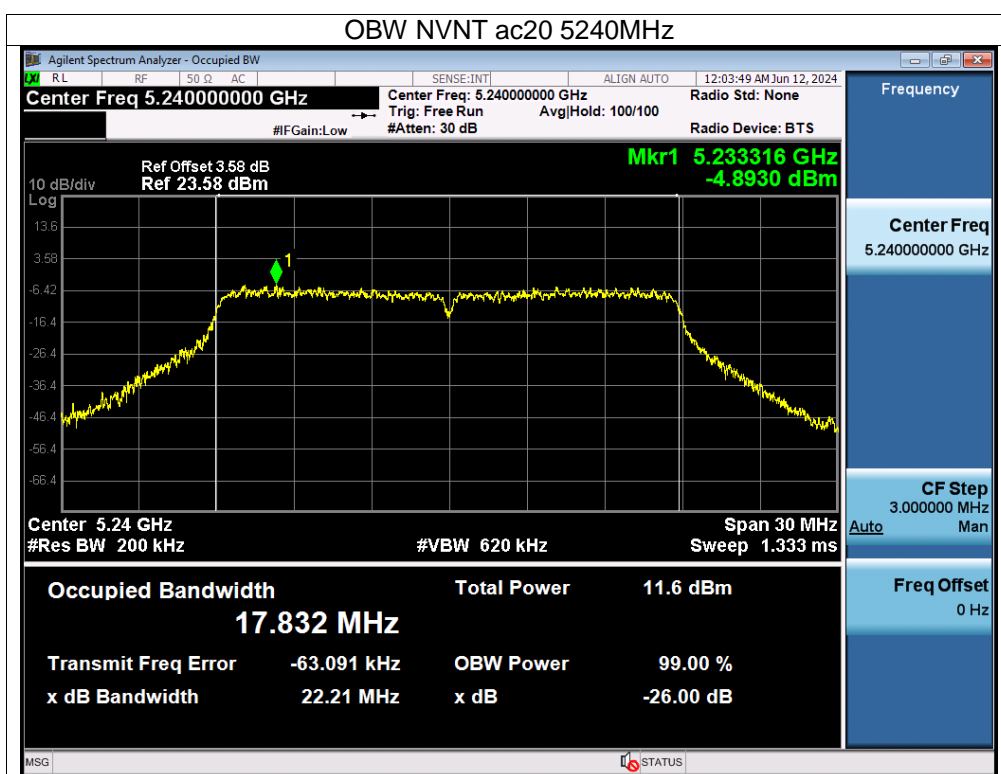 OBW NVNT ac20 5240MHz
Agilent Spectrum Analyzer - Occupied BW
LXI RL RF 50 Ω AC SENSE:INT ALIGN AUTO 12:03:49 AM Jun 12, 2024
Center Freq 5.240000000 GHz
Center Freq: 5.240000000 GHz Radio Std: None
Trig: Free Run Avg|Hold: 100/100
#IFGain:Low #Atten: 30 dB Radio Device: BTS
Frequency
Mkr1 5.233316 GHz
-4.8930 dBm
Ref Offset 3.58 dB
10 dB/div Ref 23.58 dBm
Log
13.6
3.58
1
-6.42
-16.4
-26.4
-36.4
-46.4
-56.4
-66.4
Center 5.24 GHz Span 30 MHz
#Res BW 200 kHz #VBW 620 kHz Sweep 1.333 ms
Center Freq
5.240000000 GHz
CF Step
3.000000 MHz
Auto Man
Freq Offset
0 Hz
Occupied Bandwidth Total Power 11.6 dBm
17.832 MHz
Transmit Freq Error -63.091 kHz OBW Power 99.00 %
x dB Bandwidth 22.21 MHz x dB -26.00 dB
MSG STATUS